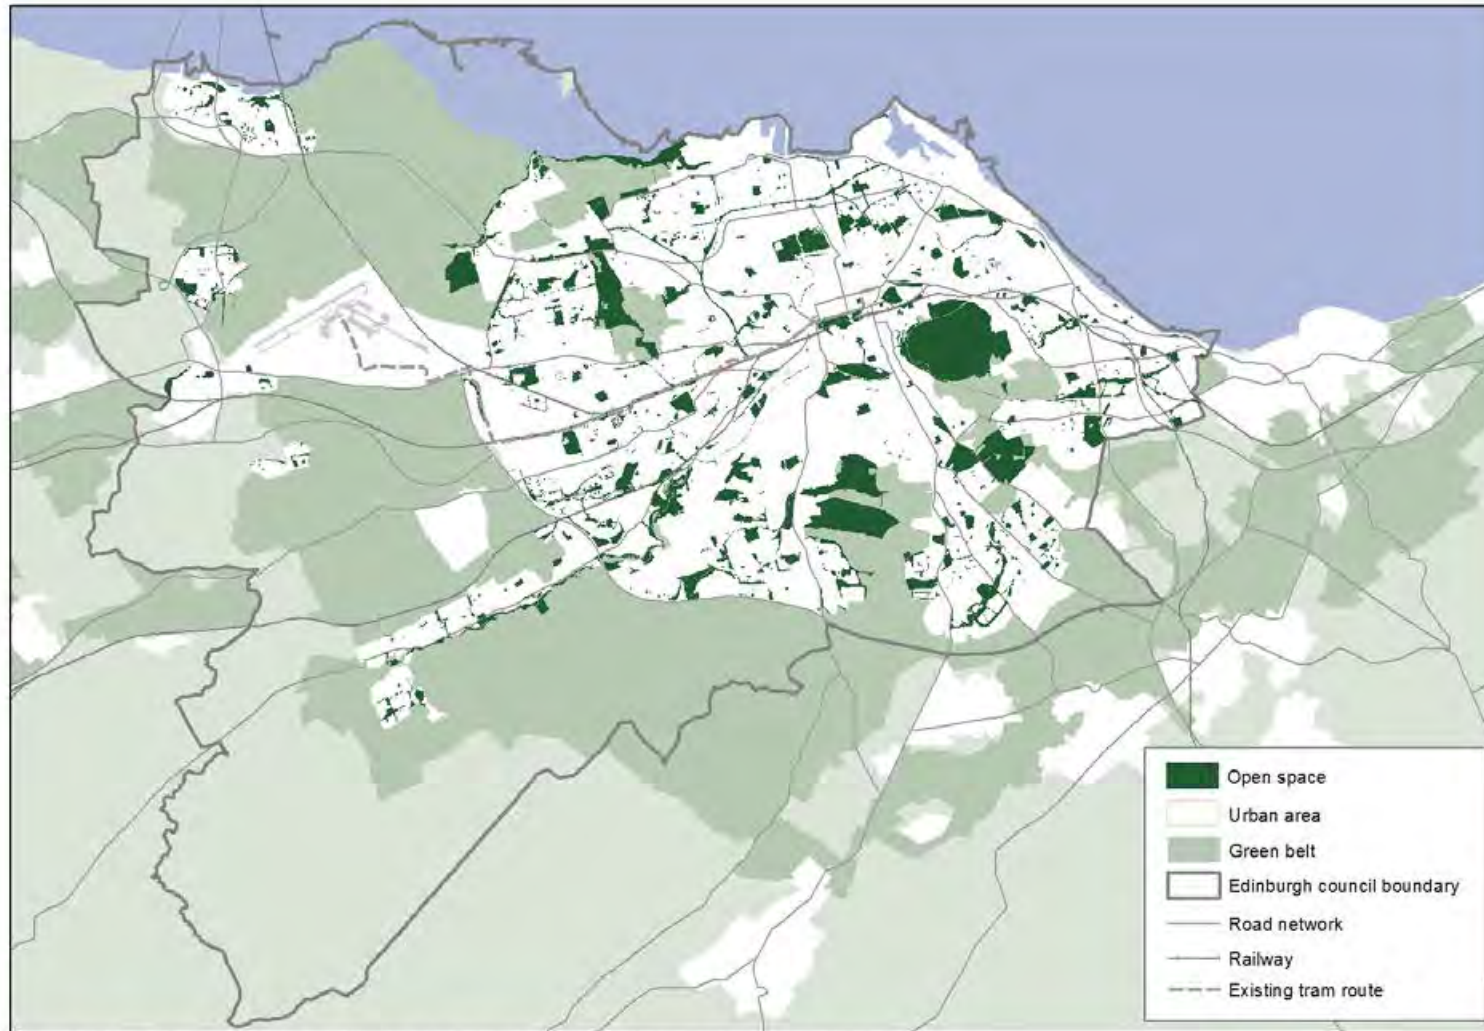 Open space
Urban area
Green belt
Edinburgh council boundary
Road network
Railway
Existing tram route